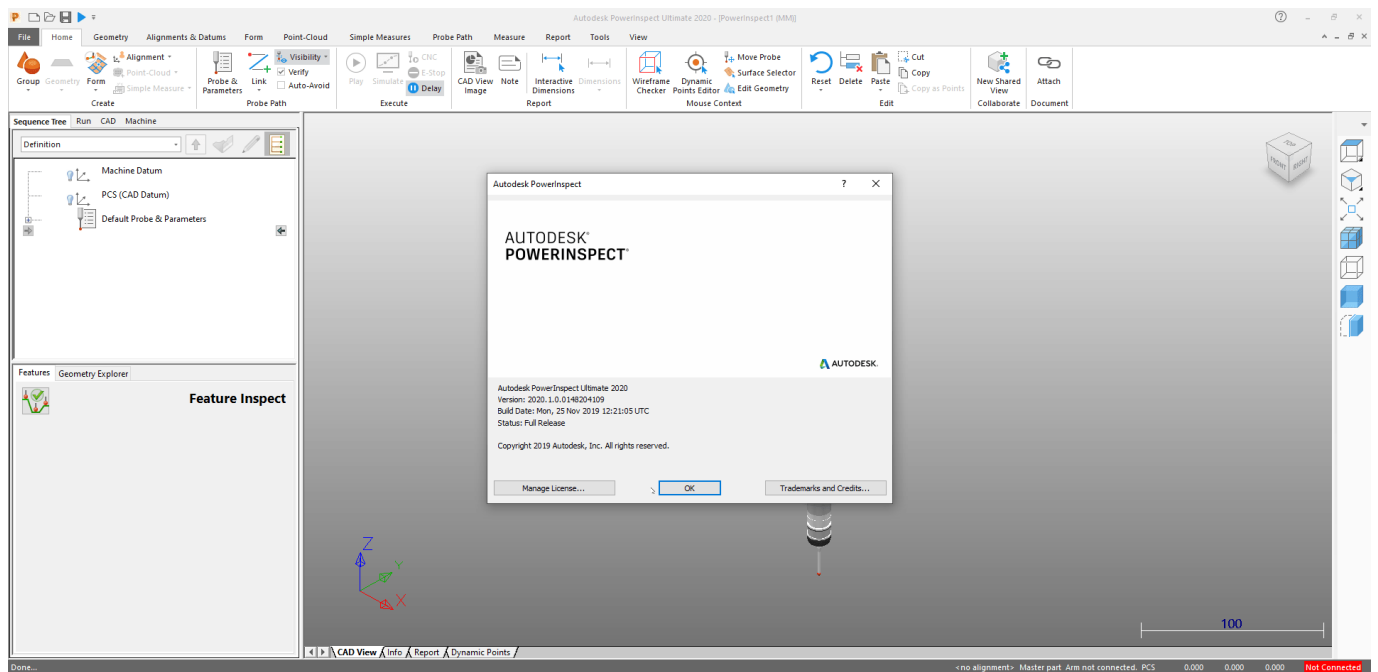 Autodesk PowerInspect Ultimate 2020 - [PowerInspect1 (MM)]
File Home Geometry Alignments & Datums Form Point-Cloud Simple Measures Probe Path Measure Report Tools View
Group Geometry Form Alignment Point-Cloud Simple Measure
Create
Probe & Parameters Link Visibility Verify Auto-Avoid
Probe Path
Play Simulate CNC E-Stop Delay
Execute
CAD View Image Note Interactive Dimensions Dimensions
Report
Wireframe Checker Dynamic Points Editor Move Probe Surface Selector Edit Geometry
Mouse Context
Reset Delete Paste Cut Copy Copy as Points
Edit
New Shared View
Collaborate
Attach
Document
Sequence Tree Run CAD Machine
Definition
Machine Datum
PCS (CAD Datum)
Default Probe & Parameters
Features Geometry Explorer
Feature Inspect
TOP
FRONT RIGHT
Autodesk PowerInspect ? X
AUTODESK®
POWERINSPECT®
AUTODESK.
Autodesk PowerInspect Ultimate 2020
Version: 2020.1.0.0148204109
Build Date: Mon, 25 Nov 2019 12:21:05 UTC
Status: Full Release
Copyright 2019 Autodesk, Inc. All rights reserved.
Manage License... OK Trademarks and Credits...
Z
Y
X
100
CAD View Info Report Dynamic Points
Done... <no alignment> Master part Arm not connected. PCS 0.000 0.000 0.000 Not Connected